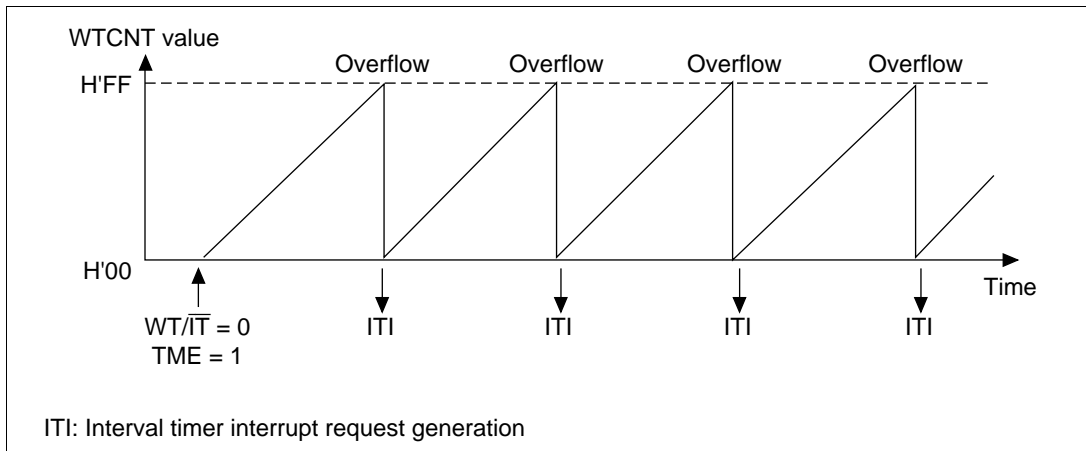 WTCNT value
Overflow Overflow Overflow Overflow
H'FF
H'00
Time
WT/I̅T̅ = 0
TME = 1
ITI ITI ITI ITI
ITI: Interval timer interrupt request generation